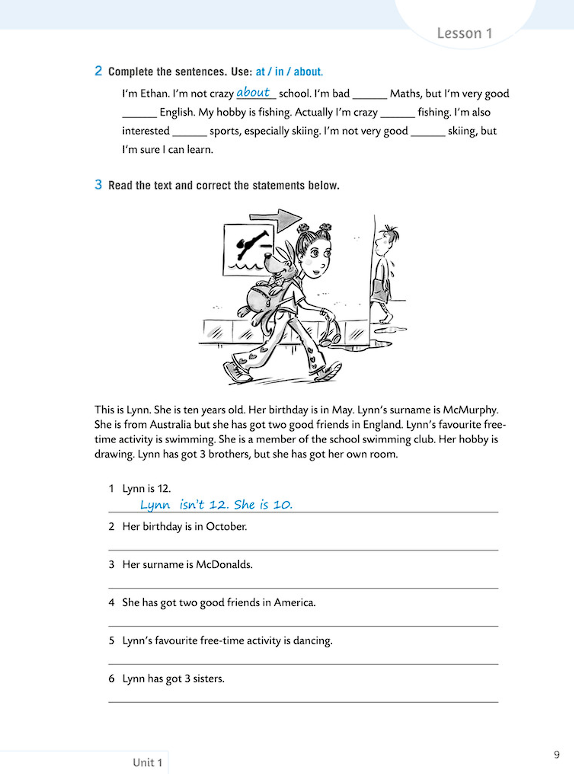 Lesson 1
2 Complete the sentences. Use: at / in / about.
I'm Ethan. I'm not crazy about school. I'm bad ______ Maths, but I'm very good
______ English. My hobby is fishing. Actually I'm crazy ______ fishing. I'm also
interested ______ sports, especially skiing. I'm not very good ______ skiing, but
I'm sure I can learn.
3 Read the text and correct the statements below.
This is Lynn. She is ten years old. Her birthday is in May. Lynn's surname is McMurphy.
She is from Australia but she has got two good friends in England. Lynn's favourite free-
time activity is swimming. She is a member of the school swimming club. Her hobby is
drawing. Lynn has got 3 brothers, but she has got her own room.
1 Lynn is 12.
Lynn isn't 12. She is 10.
2 Her birthday is in October.
3 Her surname is McDonalds.
4 She has got two good friends in America.
5 Lynn's favourite free-time activity is dancing.
6 Lynn has got 3 sisters.
Unit 1
9